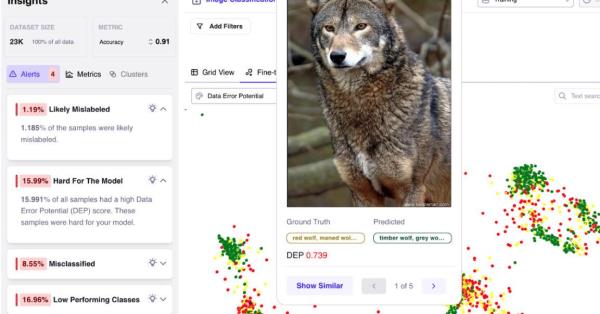 Insights
Image Classification
Training
DATASET SIZE
METRIC
23K 100% of all data
Accuracy 0.91
Add Filters
Alerts 4 Metrics Clusters
Grid View Fine-t
Data Error Potential
Text searc
1.19% Likely Mislabeled
1.185% of the samples were likely
mislabeled.
15.99% Hard For The Model
15.991% of all samples had a high Data
Error Potential (DEP) score. These
samples were hard for your model.
8.55% Misclassified
16.96% Low Performing Classes
Ground Truth Predicted
red wolf, maned wol... timber wolf, grey wo...
DEP 0.739
Show Similar 1 of 5